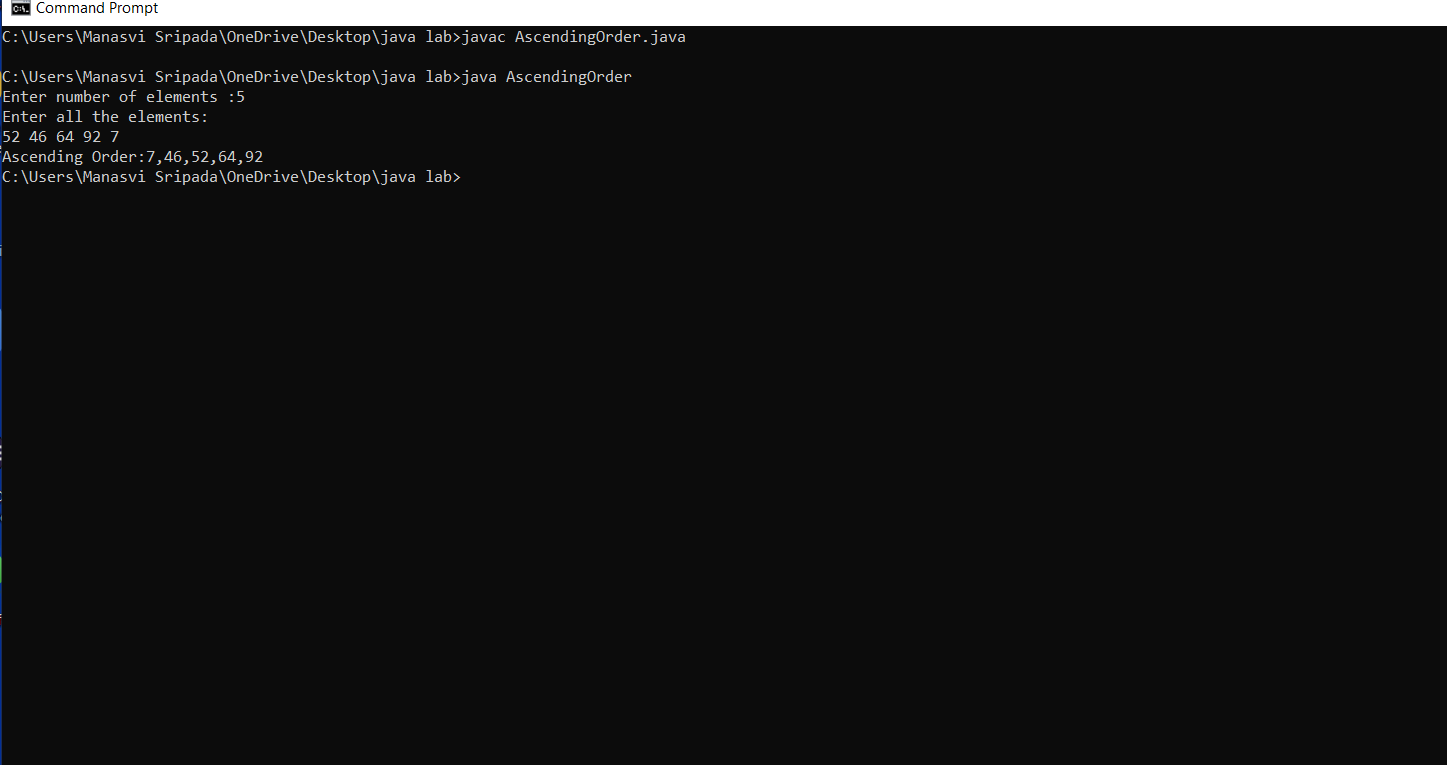 Command Prompt
C:\Users\Manasvi Sripada\OneDrive\Desktop\java lab>javac AscendingOrder.java
C:\Users\Manasvi Sripada\OneDrive\Desktop\java lab>java AscendingOrder
Enter number of elements :5
Enter all the elements:
52 46 64 92 7
Ascending Order:7,46,52,64,92
C:\Users\Manasvi Sripada\OneDrive\Desktop\java lab>